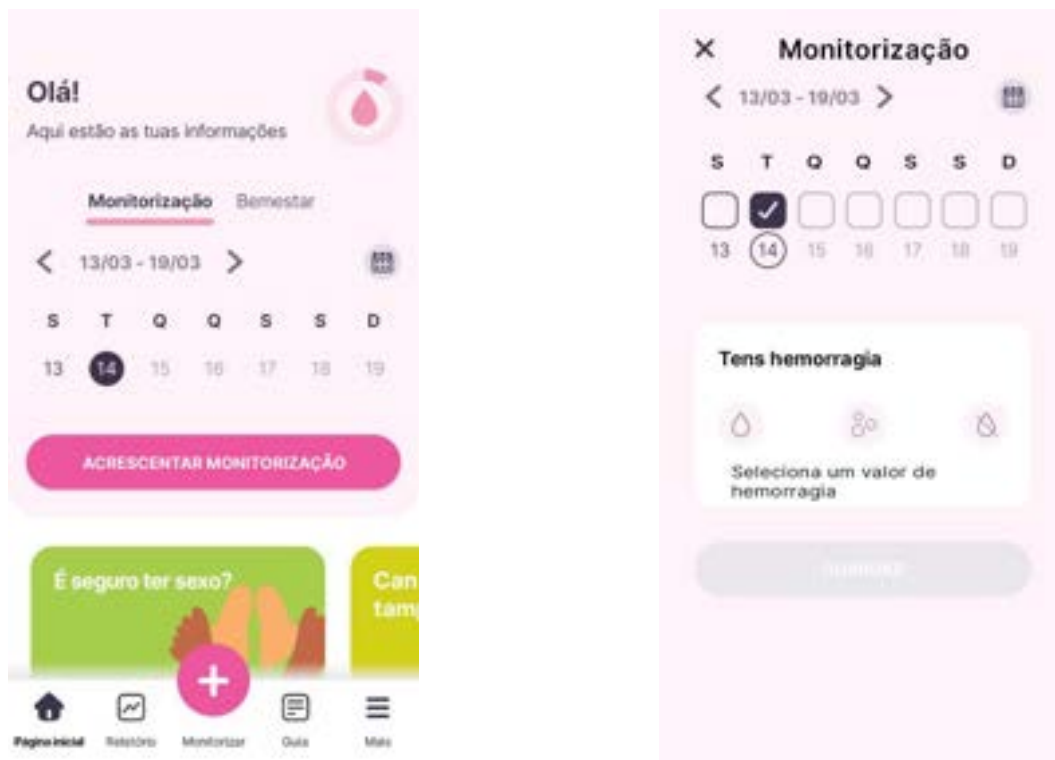 Olá!
Aqui estão as tuas informações
Monitorização Bemestar
13/03 - 19/03
S T Q Q S S D
13 14 15 16 17 18 19
ACRESCENTAR MONITORIZAÇÃO
É seguro ter sexo?
Can
tam
Página inicial Relatório Monitorizar Guia Mais
Monitorização
13/03 - 19/03
S T Q Q S S D
13 14 15 16 17 18 19
Tens hemorragia
Seleciona um valor de
hemorragia